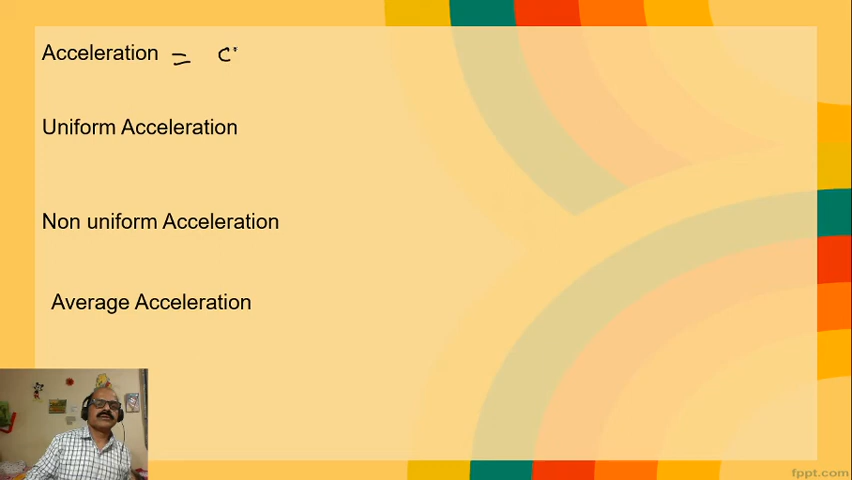 Acceleration = c
Uniform Acceleration
Non uniform Acceleration
Average Acceleration
fppt.com